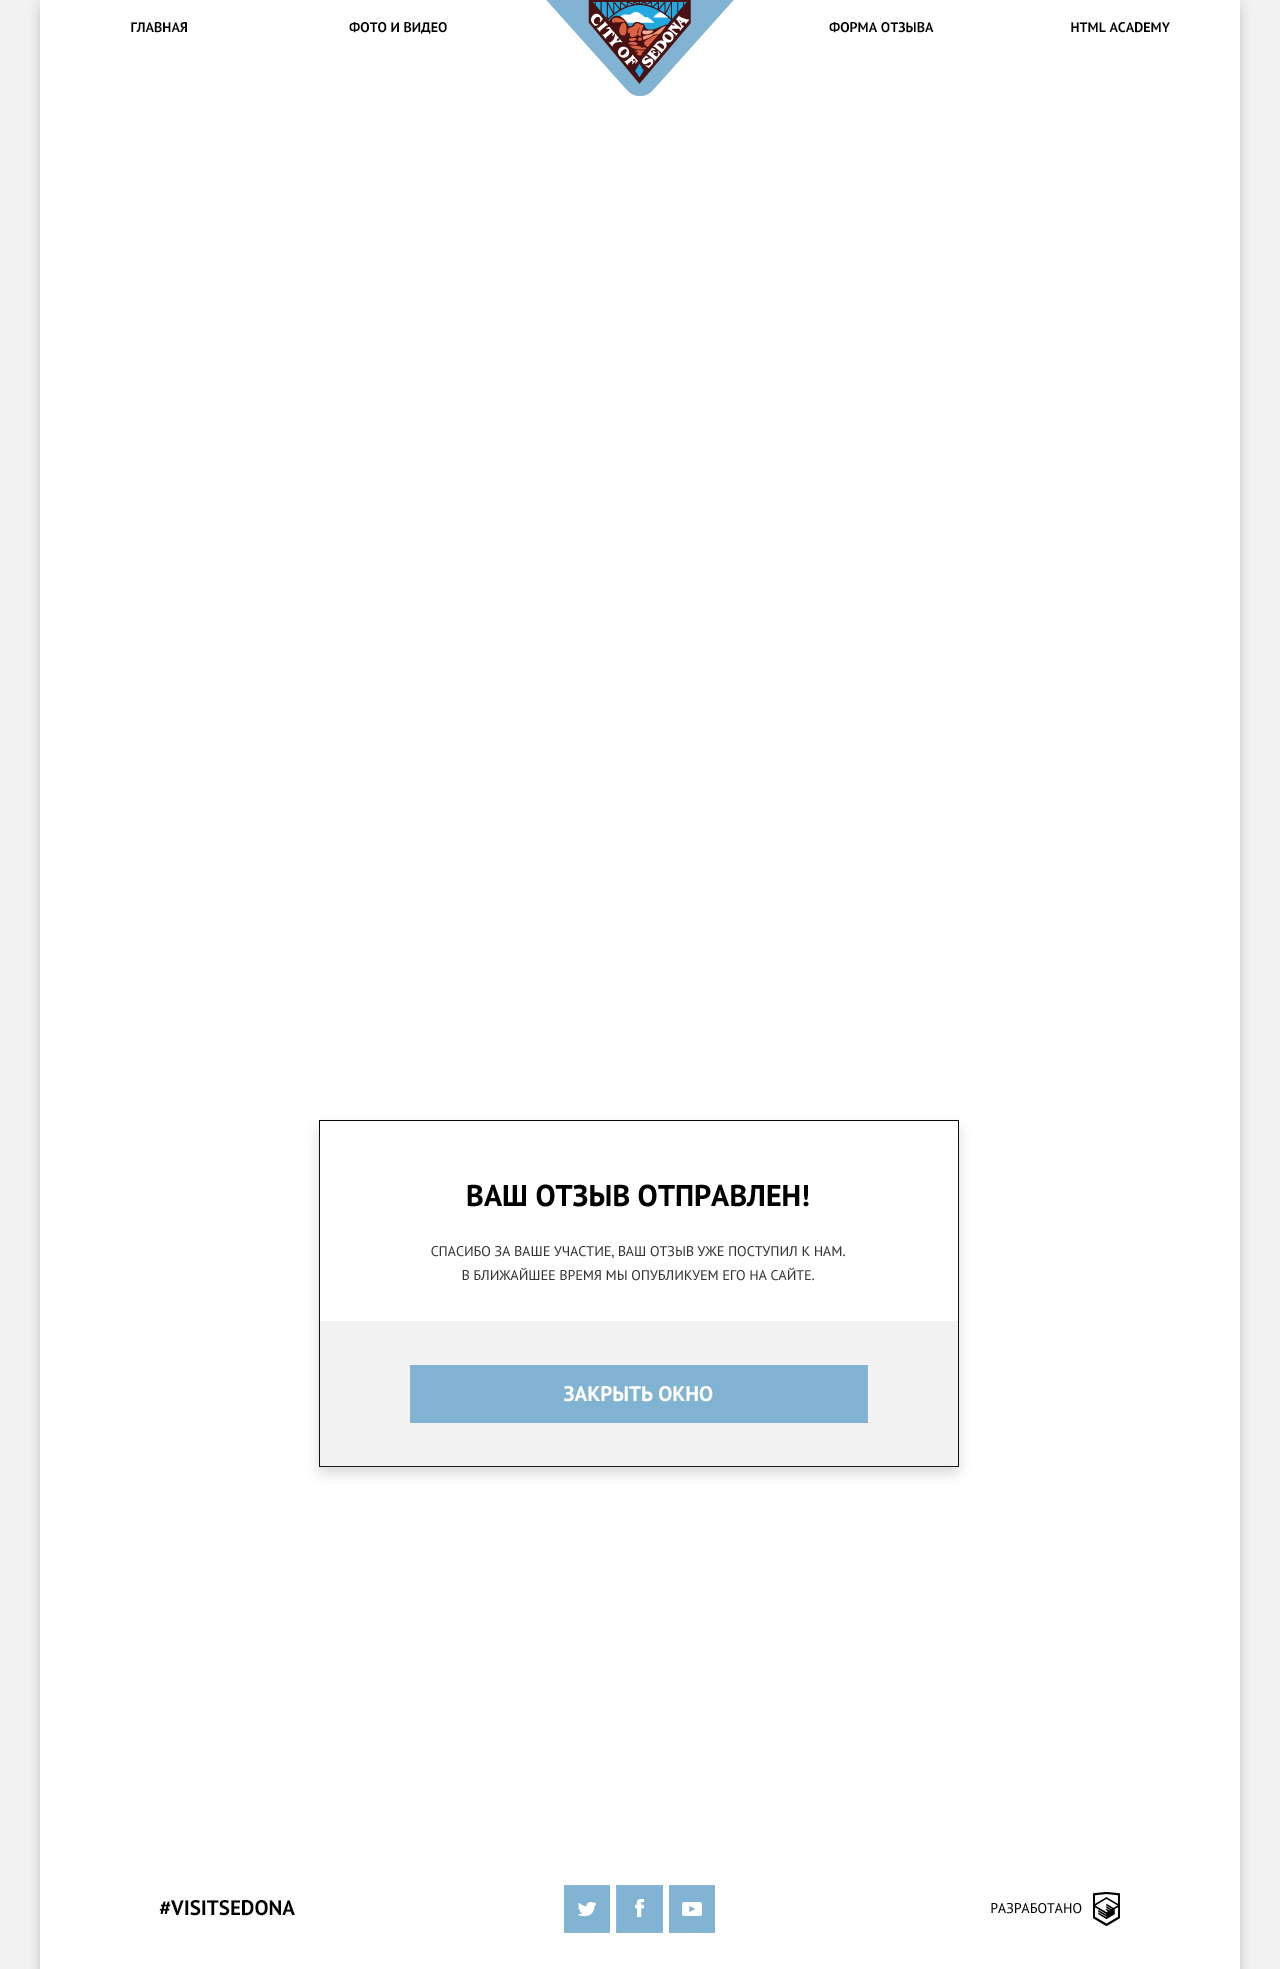 ГЛАВНАЯ
ФОТО И ВИДЕО
CITY OF SEDONA
ФОРМА ОТЗЫВА
HTML ACADEMY
ВАШ ОТЗЫВ ОТПРАВЛЕН!
СПАСИБО ЗА ВАШЕ УЧАСТИЕ, ВАШ ОТЗЫВ УЖЕ ПОСТУПИЛ К НАМ.
В БЛИЖАЙШЕЕ ВРЕМЯ МЫ ОПУБЛИКУЕМ ЕГО НА САЙТЕ.
ЗАКРЫТЬ ОКНО
#VISITSEDONA
РАЗРАБОТАНО